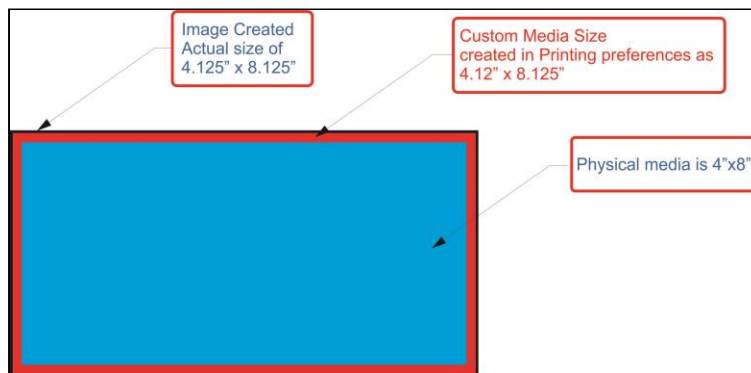 Image Created
Actual size of
4.125” x 8.125”
Custom Media Size
created in Printing preferences as
4.12” x 8.125”
Physical media is 4”x8”